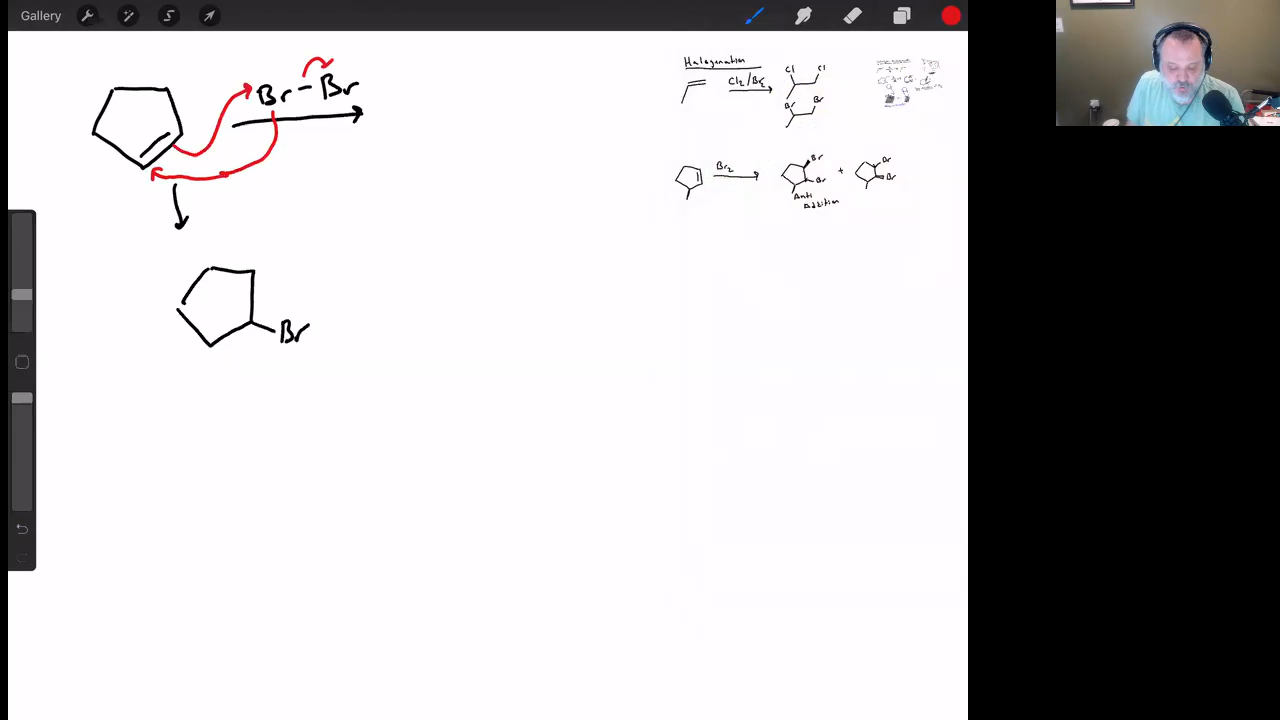 Gallery
Br - Br
Br
Halogenation
Cl2/Br2
Cl Cl
Br Br
Br2
Br
Br
+
Br
Br
Anti
Addition